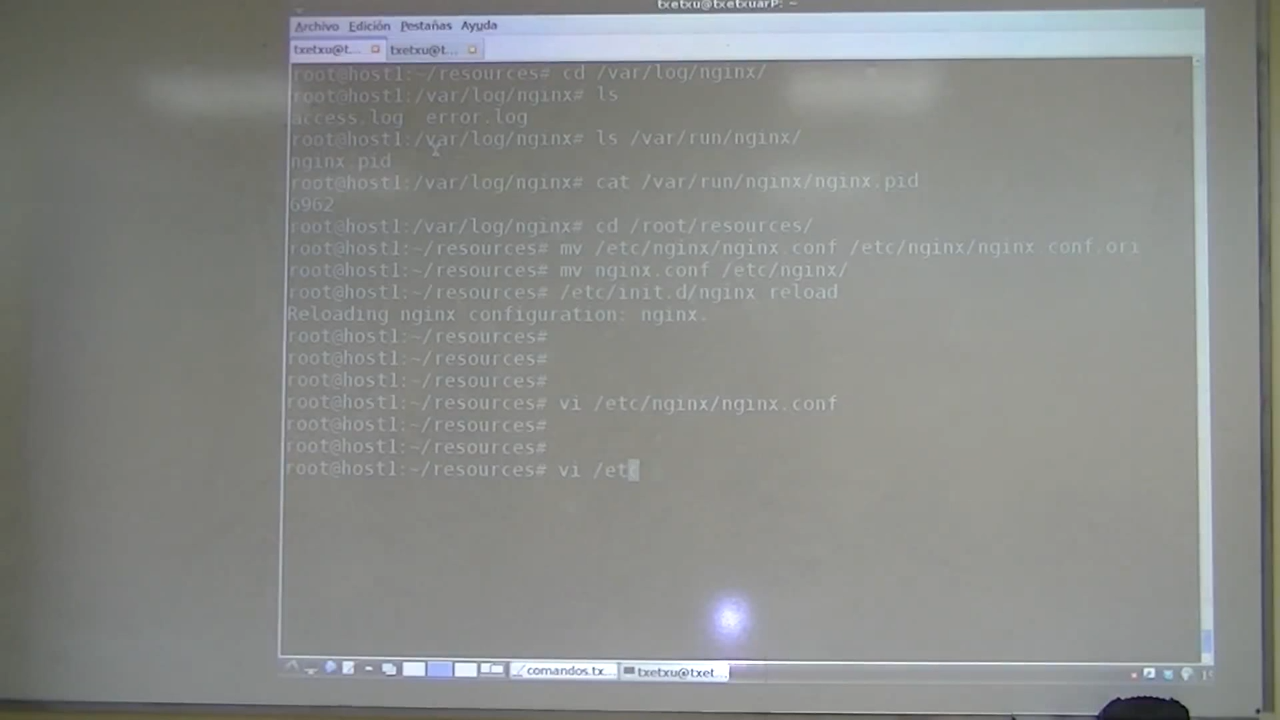 txetxu@txetxuarP: ~
Archivo Edición Pestañas Ayuda
txetxu@t... txetxu@t...
root@host1:~/resources# cd /var/log/nginx/
root@host1:/var/log/nginx# ls
access.log error.log
root@host1:/var/log/nginx# ls /var/run/nginx/
nginx.pid
root@host1:/var/log/nginx# cat /var/run/nginx/nginx.pid
6962
root@host1:/var/log/nginx# cd /root/resources/
root@host1:~/resources# mv /etc/nginx/nginx.conf /etc/nginx/nginx.conf.ori
root@host1:~/resources# mv nginx.conf /etc/nginx/
root@host1:~/resources# /etc/init.d/nginx reload
Reloading nginx configuration: nginx.
root@host1:~/resources#
root@host1:~/resources#
root@host1:~/resources#
root@host1:~/resources# vi /etc/nginx/nginx.conf
root@host1:~/resources#
root@host1:~/resources#
root@host1:~/resources# vi /etc
comandos.tx... txetxu@txet...